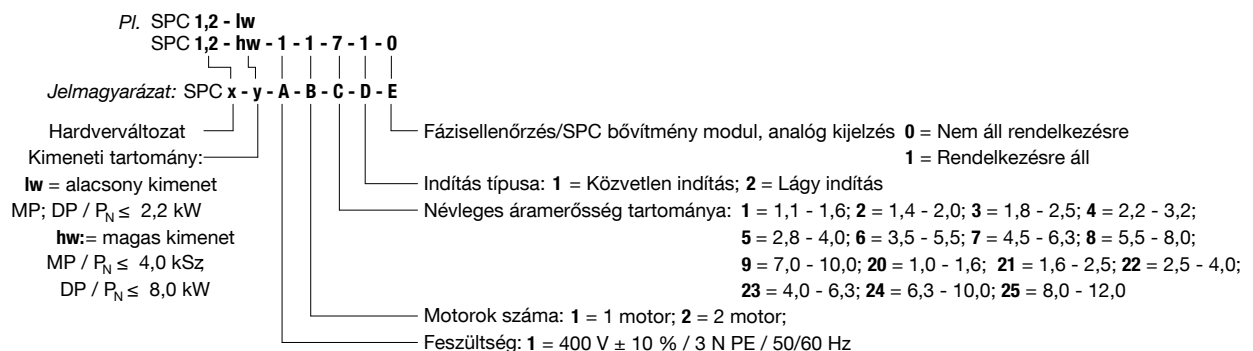 Pl. SPC 1,2 - lw
SPC 1,2 - hw - 1 - 1 - 7 - 1 - 0
Jelmagyarázat: SPC x - y - A - B - C - D - E
Hardverváltozat
Kimeneti tartomány:
lw = alacsony kimenet
MP; DP / PN ≤ 2,2 kW
hw:= magas kimenet
MP / PN ≤ 4,0 kSz
DP / PN ≤ 8,0 kW
Fázisellenőrzés/SPC bővítmény modul, analóg kijelzés 0 = Nem áll rendelkezésre
1 = Rendelkezésre áll
Indítás típusa: 1 = Közvetlen indítás; 2 = Lágy indítás
Névleges áramerősség tartománya: 1 = 1,1 - 1,6; 2 = 1,4 - 2,0; 3 = 1,8 - 2,5; 4 = 2,2 - 3,2;
5 = 2,8 - 4,0; 6 = 3,5 - 5,5; 7 = 4,5 - 6,3; 8 = 5,5 - 8,0;
9 = 7,0 - 10,0; 20 = 1,0 - 1,6; 21 = 1,6 - 2,5; 22 = 2,5 - 4,0;
23 = 4,0 - 6,3; 24 = 6,3 - 10,0; 25 = 8,0 - 12,0
Motorok száma: 1 = 1 motor; 2 = 2 motor;
Feszültség: 1 = 400 V ± 10 % / 3 N PE / 50/60 Hz